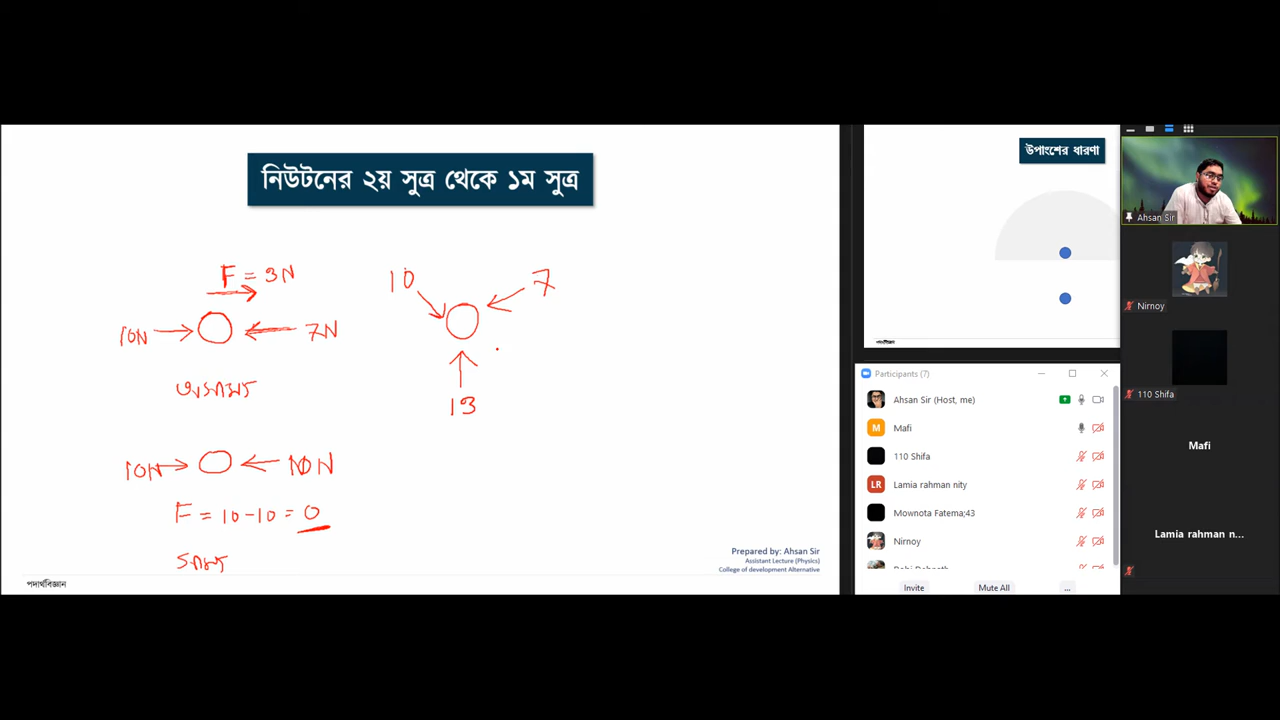 নিউটনের ২য় সুত্র থেকে ১ম সুত্র
F = 3N
10N
7N
অসাম্য
10N
10N
F = 10-10 = 0
সাম্য
10
7
13
Prepared by: Ahsan Sir
Assistant Lecture (Physics)
College of development Alternative
পদার্থবিজ্ঞান
উপাংশের ধারণা
পদার্থবিজ্ঞান
Participants (7)
Ahsan Sir (Host, me)
M Mafi
110 Shifa
LR Lamia rahman nity
Mownota Fatema;43
Nirnoy
Invite
Mute All
...
Ahsan Sir
Nirnoy
110 Shifa
Mafi
Lamia rahman n...